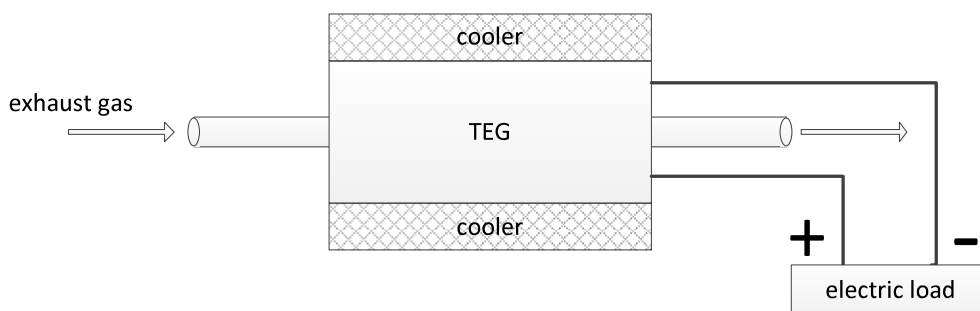 cooler
exhaust gas
TEG
cooler
+ -
electric load